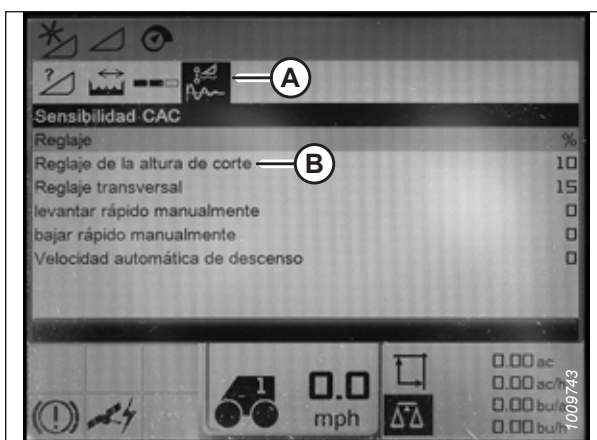 A
Sensibilidad CAC
Reglaje %
Reglaje de la altura de corte B 10
Reglaje transversal 15
levantar rápido manualmente 0
bajar rápido manualmente 0
Velocidad automática de descenso 0
1
0.0
mph
0.00 ac
0.00 ac/h
0.00 bu/a
0.00 bu/h
1009743